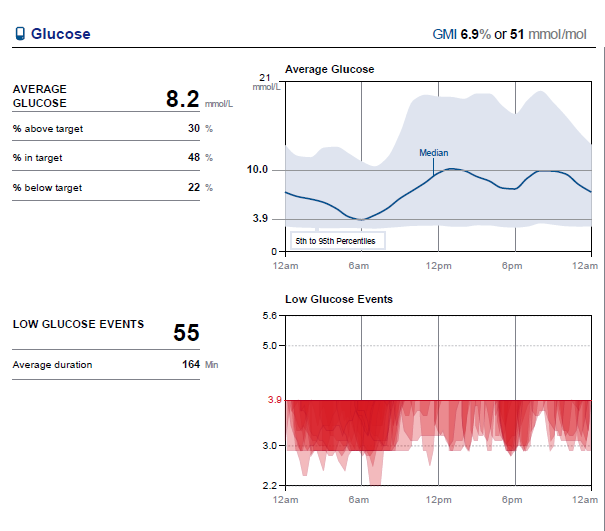 Glucose
GMI 6.9% or 51 mmol/mol
AVERAGE
GLUCOSE
8.2 mmol/L
% above target 30 %
% in target 48 %
% below target 22 %
Average Glucose
21
mmol/L
10.0
3.9
0
Median
5th to 95th Percentiles
12am 6am 12pm 6pm 12am
LOW GLUCOSE EVENTS 55
Average duration 164 Min
Low Glucose Events
5.6
5.0
3.9
3.0
2.2
12am 6am 12pm 6pm 12am